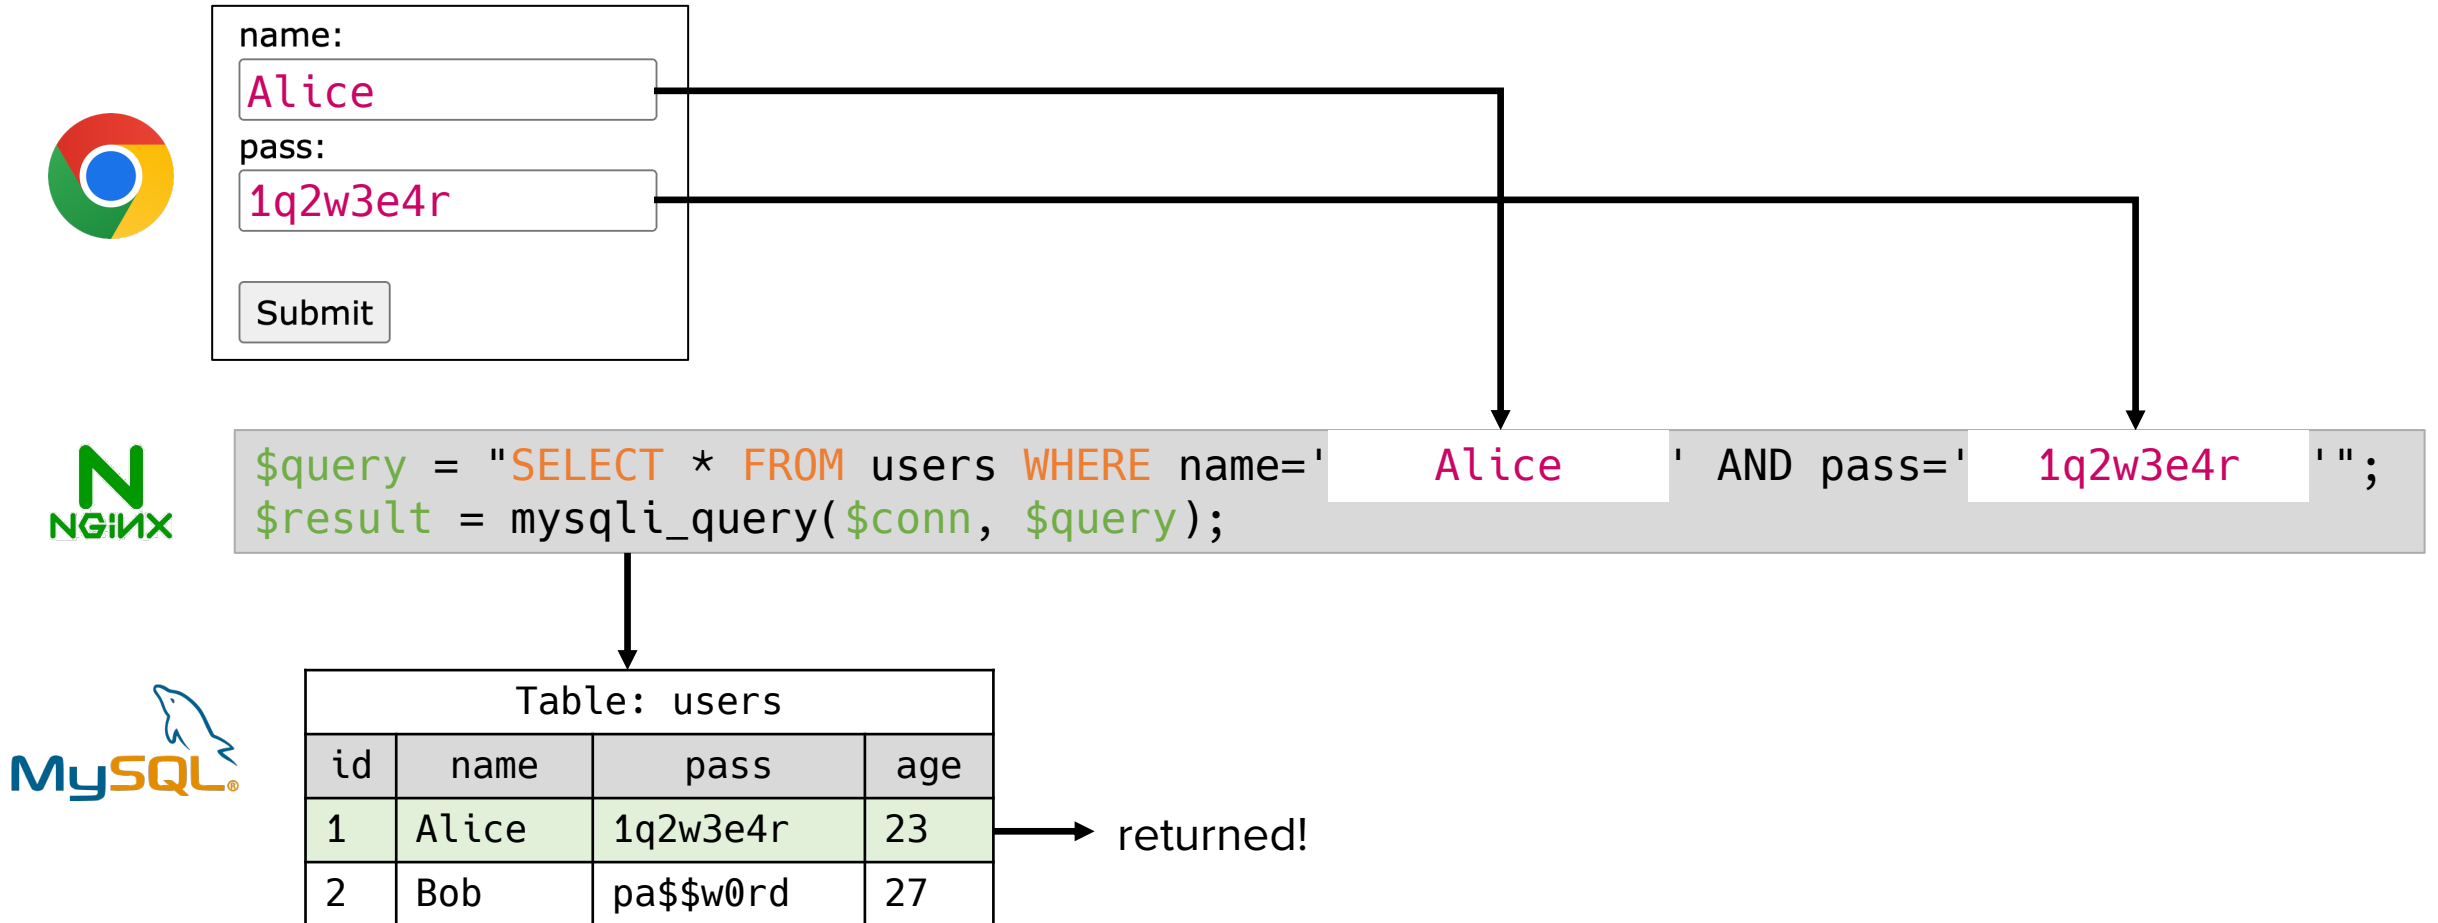 name:
Alice
pass:
1q2w3e4r
Submit
NGiNX
$query = "SELECT * FROM users WHERE name='Alice' AND pass='1q2w3e4r'";
$result = mysqli_query($conn, $query);
MySQL®
Table: users
id name pass age
1 Alice 1q2w3e4r 23 returned!
2 Bob pa$$w0rd 27